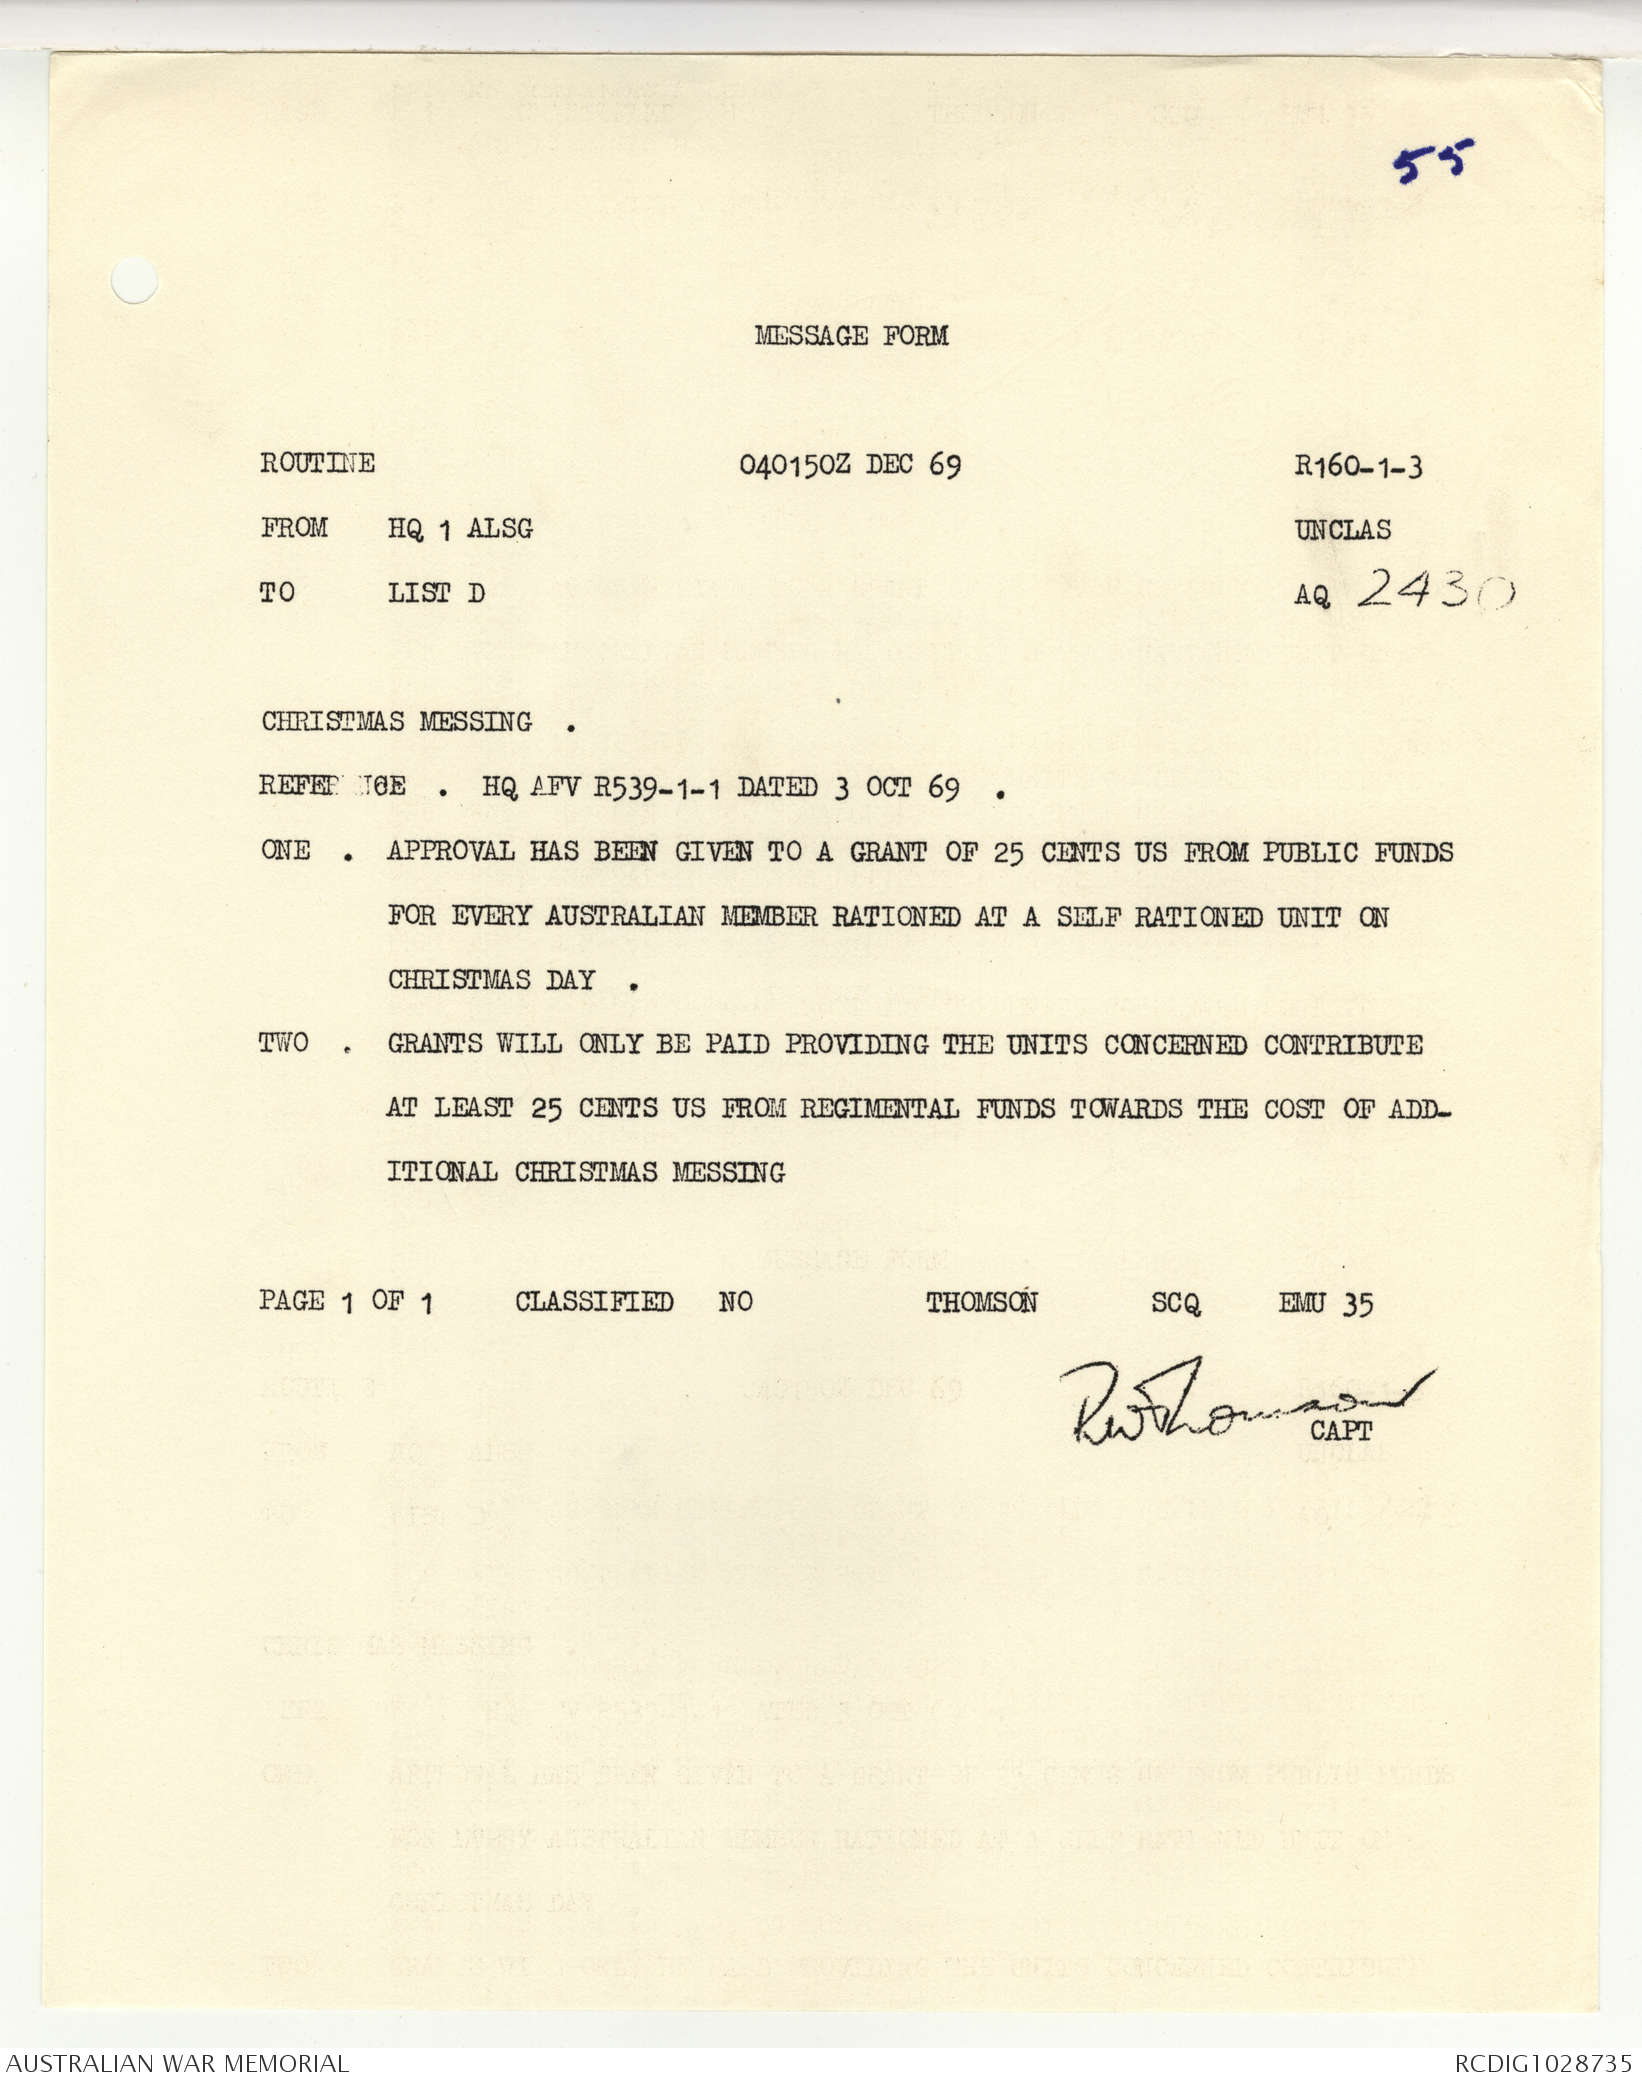 55
MESSAGE FORM
ROUTINE 040150Z DEC 69 R160-1-3
FROM HQ 1 ALSG UNCLAS
TO LIST D AQ 2430
CHRISTMAS MESSING .
REFERENCE . HQ AFV R539-1-1 DATED 3 OCT 69 .
ONE . APPROVAL HAS BEEN GIVEN TO A GRANT OF 25 CENTS US FROM PUBLIC FUNDS
FOR EVERY AUSTRALIAN MEMBER RATIONED AT A SELF RATIONED UNIT ON
CHRISTMAS DAY .
TWO . GRANTS WILL ONLY BE PAID PROVIDING THE UNITS CONCERNED CONTRIBUTE
AT LEAST 25 CENTS US FROM REGIMENTAL FUNDS TOWARDS THE COST OF ADD-
ITIONAL CHRISTMAS MESSING
PAGE 1 OF 1 CLASSIFIED NO THOMSON SCQ EMU 35
RW Thomson
CAPT
AUSTRALIAN WAR MEMORIAL RCDIG1028735